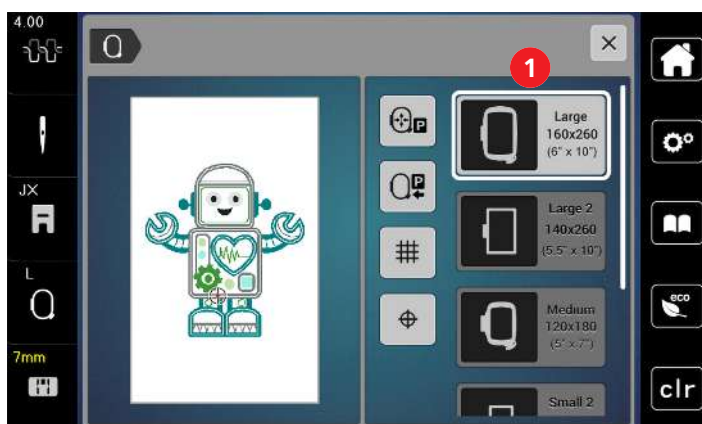 4.00
1
Large
160x260
(6" x 10")
P
JX
P
Large 2
140x260
(5.5" x 10")
L
Medium
120x180
(5" x 7")
eco
7mm
Small 2
clr